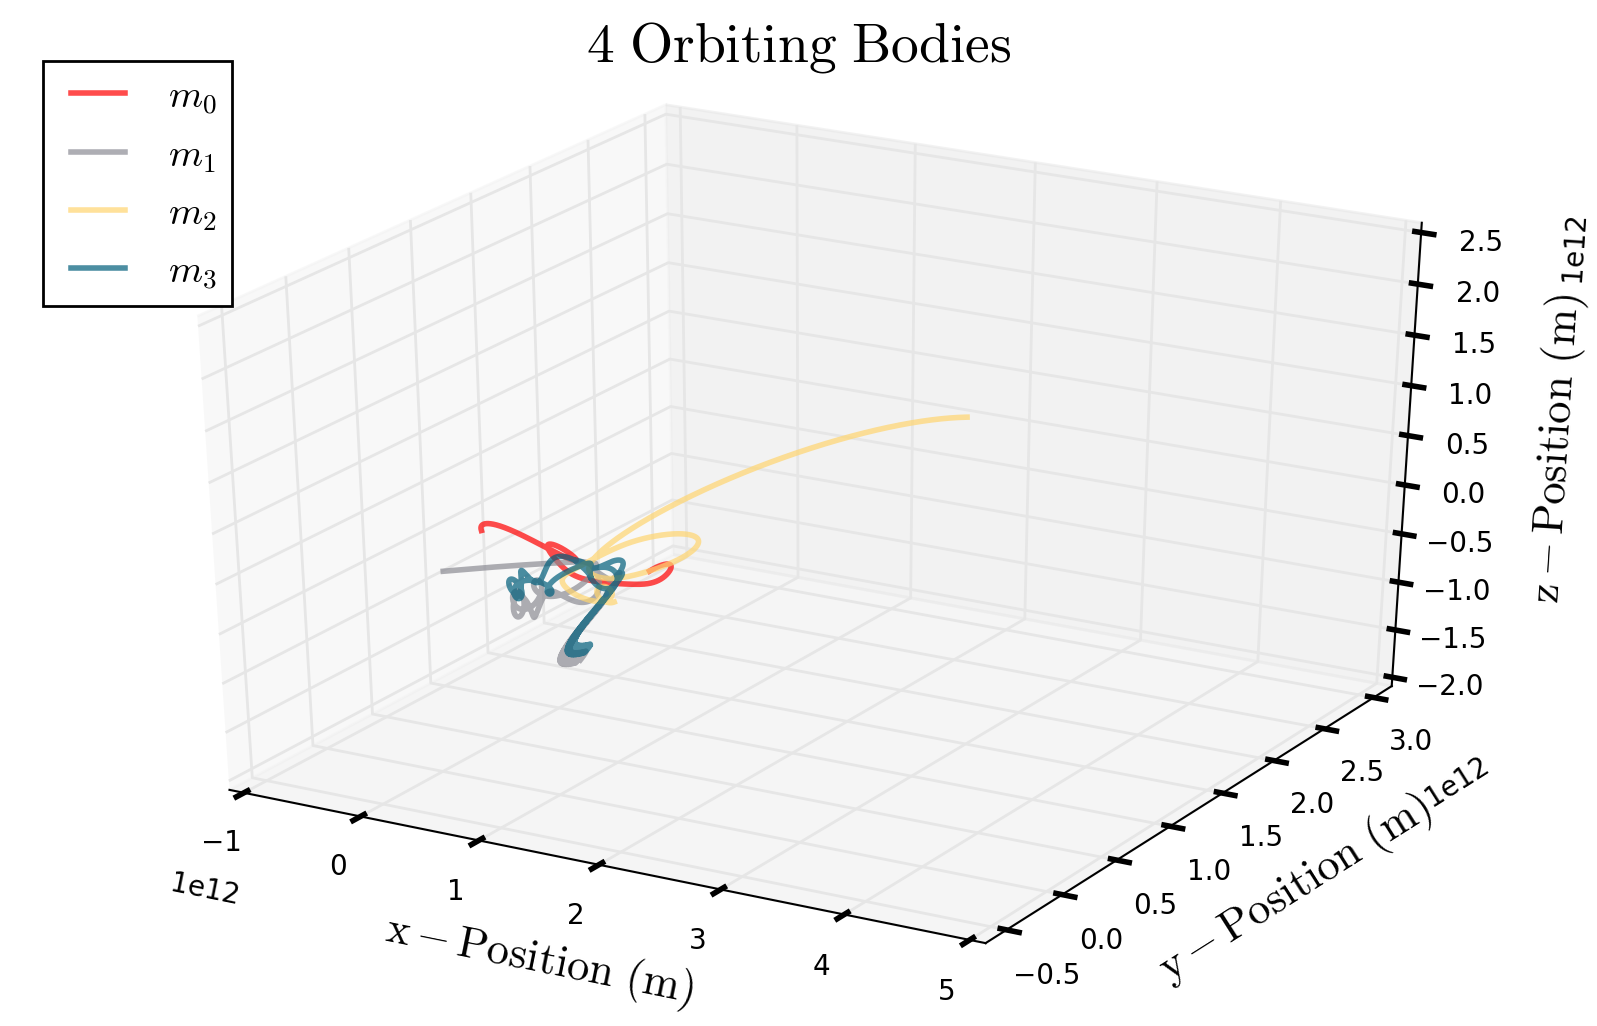 4 Orbiting Bodies
m₀
m₁
m₂
m₃
2.5
2.0
1.5
1.0
0.5
0.0
−0.5
−1.0
−1.5
−2.0
1e12
z − Position (m)
3.0
2.5
2.0
1.5
1.0
0.5
0.0
−0.5
1e12
y − Position (m)
−1
0
1
2
3
4
5
1e12
x − Position (m)